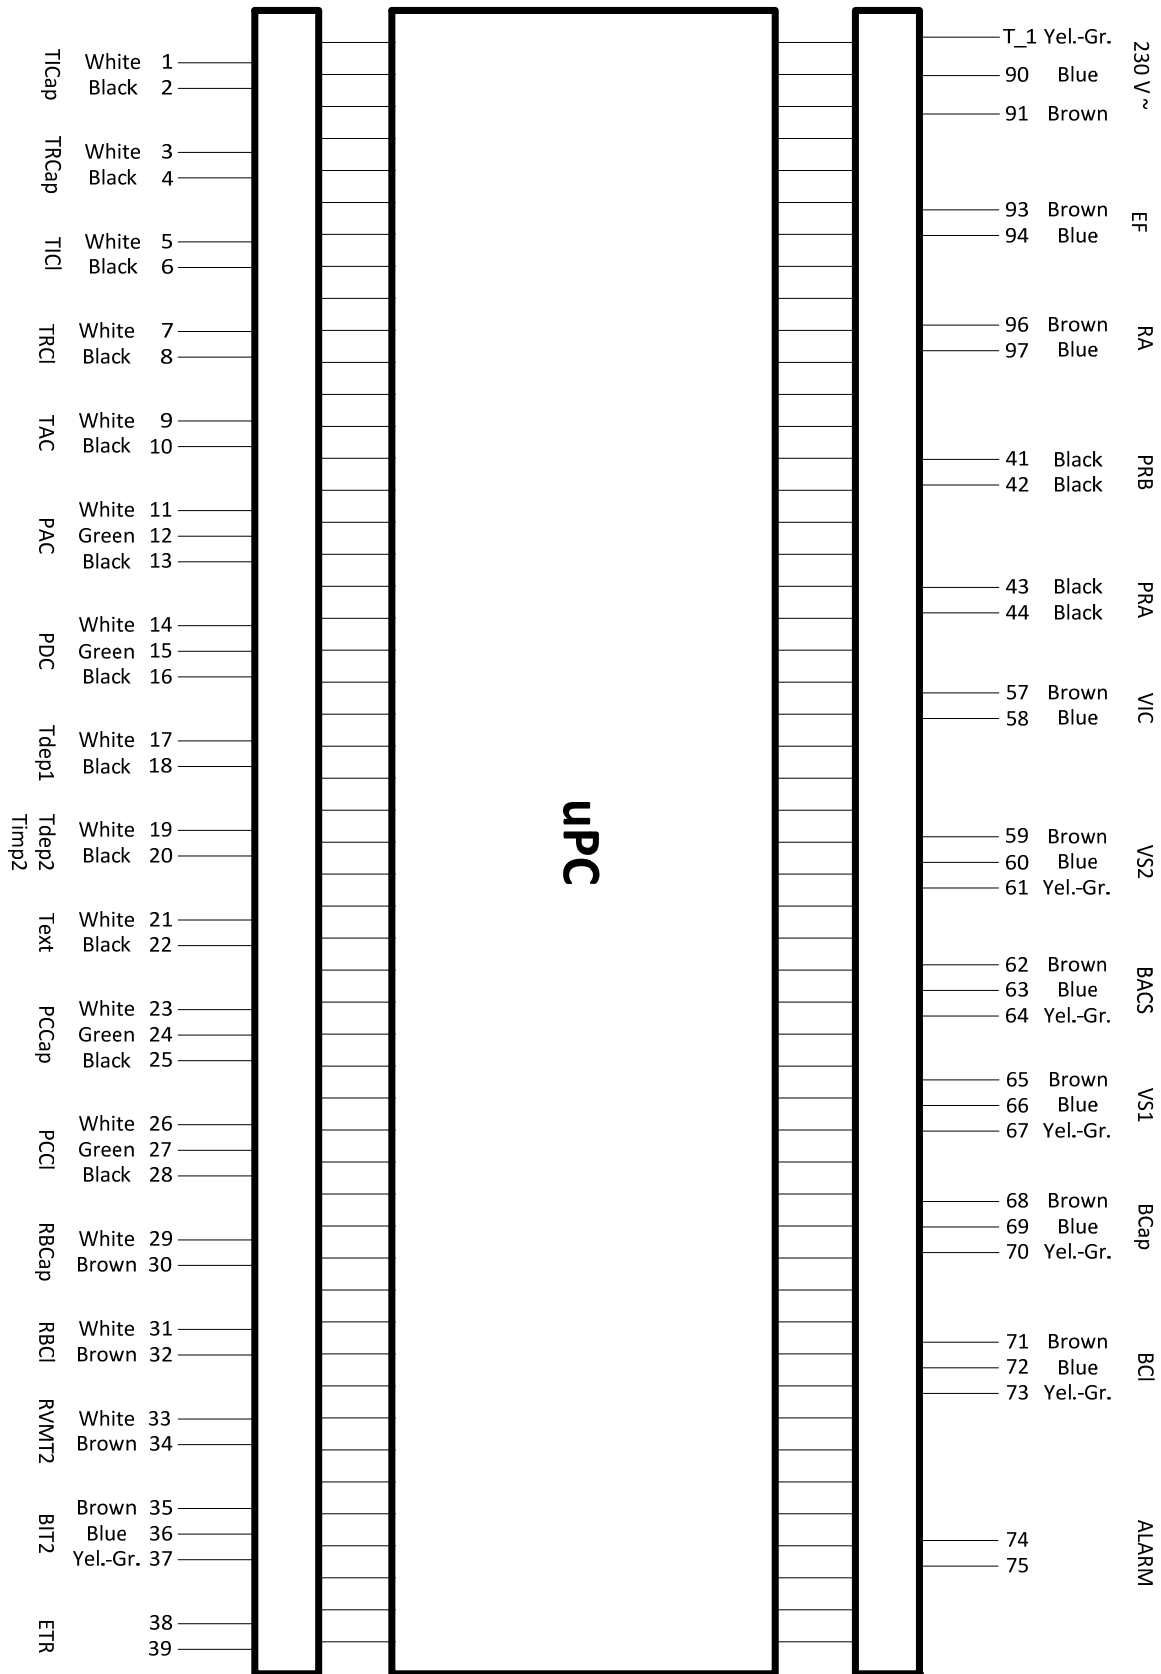 TICap
White 1
Black 2
TRCap
White 3
Black 4
TICI
White 5
Black 6
TRCI
White 7
Black 8
TAC
White 9
Black 10
PAC
White 11
Green 12
Black 13
PDC
White 14
Green 15
Black 16
Tdep1
White 17
Black 18
Tdep2
Timp2
White 19
Black 20
Text
White 21
Black 22
PCCap
White 23
Green 24
Black 25
PCCI
White 26
Green 27
Black 28
RBCap
White 29
Brown 30
RBCI
White 31
Brown 32
RVMT2
White 33
Brown 34
BIT2
Brown 35
Blue 36
Yel.-Gr. 37
ETR
38
39
uPC
T_1 Yel.-Gr.
90 Blue
91 Brown
230 V ~
93 Brown
94 Blue
EF
96 Brown
97 Blue
RA
41 Black
42 Black
PRB
43 Black
44 Black
PRA
57 Brown
58 Blue
VIC
59 Brown
60 Blue
61 Yel.-Gr.
VS2
62 Brown
63 Blue
64 Yel.-Gr.
BACS
65 Brown
66 Blue
67 Yel.-Gr.
VS1
68 Brown
69 Blue
70 Yel.-Gr.
BCap
71 Brown
72 Blue
73 Yel.-Gr.
BCI
74
75
ALARM